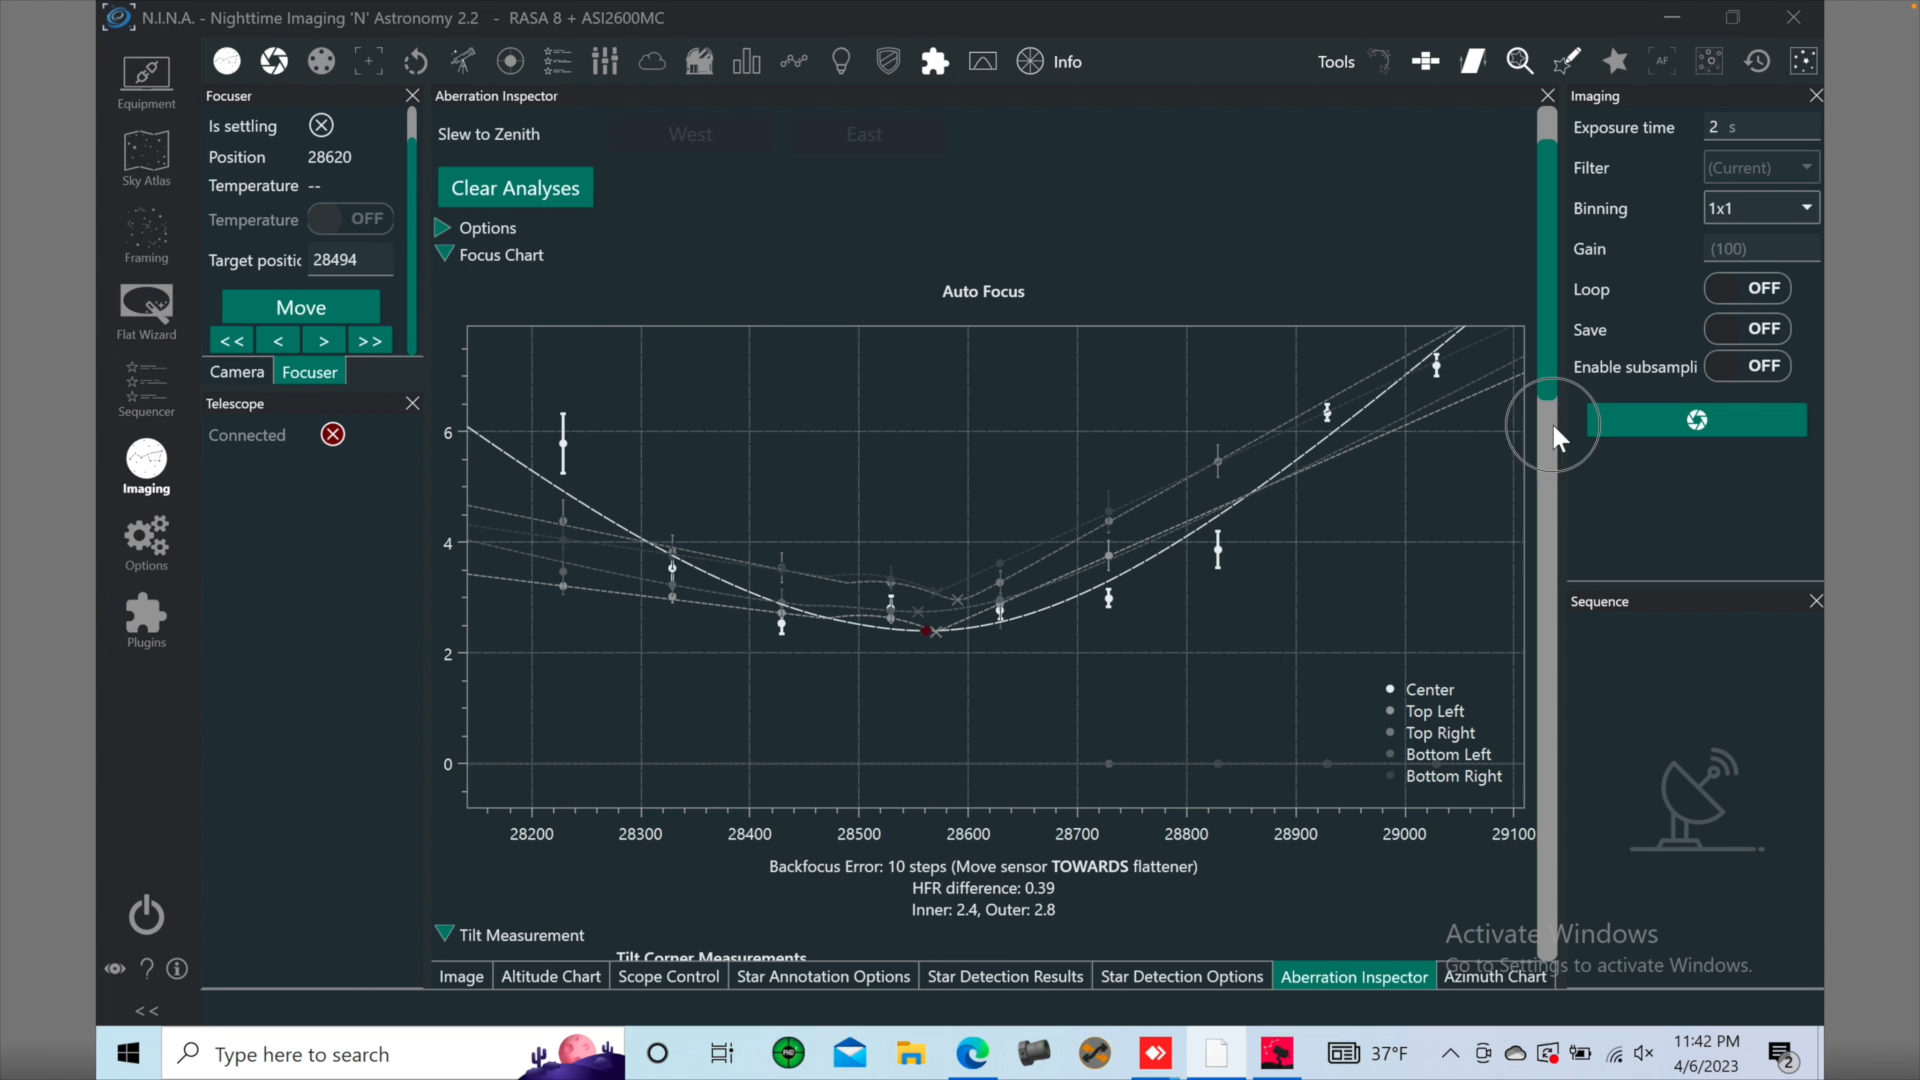 N.I.N.A. - Nighttime Imaging 'N' Astronomy 2.2 - RASA 8 + ASI2600MC
Info
Tools
AF
Equipment
Sky Atlas
Framing
Flat Wizard
Sequencer
Imaging
Options
Plugins
<<
Focuser
Is settling
Position 28620
Temperature --
Temperature OFF
Target positic 28494
Move
<< < > >>
Camera Focuser
Telescope
Connected
Aberration Inspector
Slew to Zenith West East
Clear Analyses
Options
Focus Chart
Auto Focus
6
4
2
0
Center
Top Left
Top Right
Bottom Left
Bottom Right
28200 28300 28400 28500 28600 28700 28800 28900 29000 29100
Backfocus Error: 10 steps (Move sensor TOWARDS flattener)
HFR difference: 0.39
Inner: 2.4, Outer: 2.8
Tilt Measurement
Tilt Corner Measurements
Image Altitude Chart Scope Control Star Annotation Options Star Detection Results Star Detection Options Aberration Inspector Azimuth Chart
Imaging
Exposure time 2 s
Filter (Current)
Binning 1x1
Gain (100)
Loop OFF
Save OFF
Enable subsampli OFF
Sequence
Activate Windows
Go to Settings to activate Windows.
Type here to search
37°F
11:42 PM
4/6/2023
2